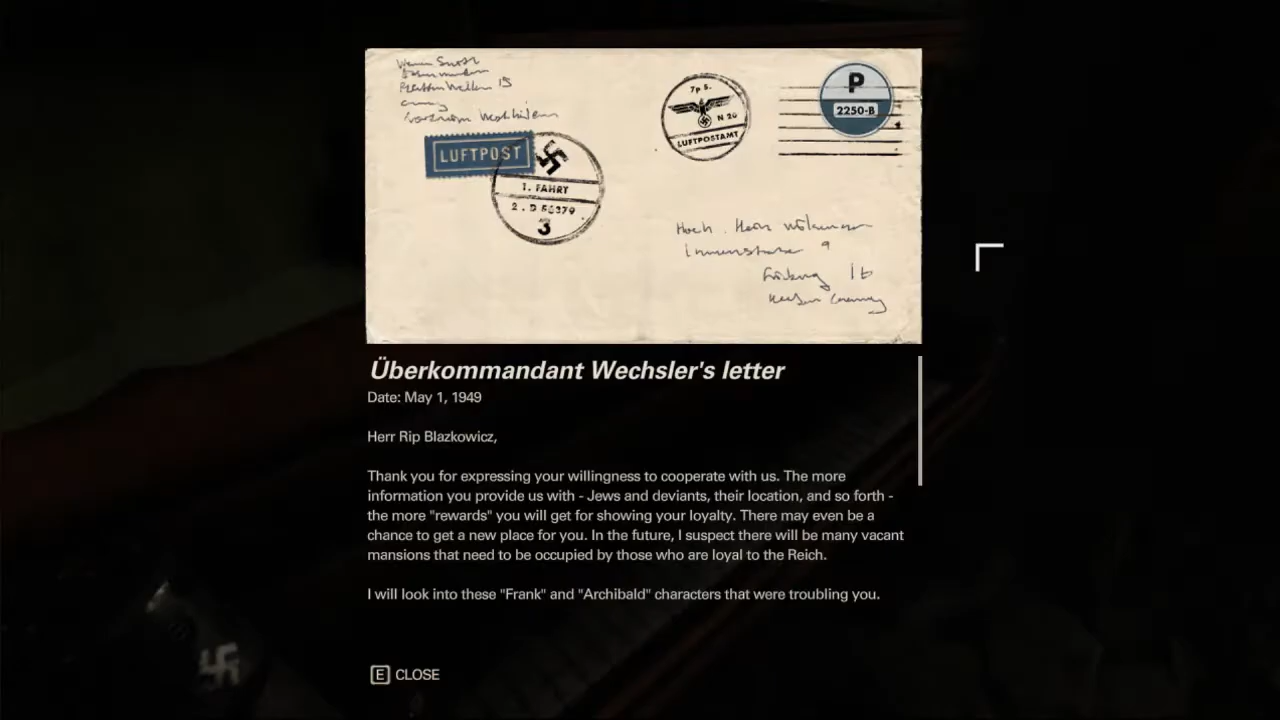 LUFTPOST
1. FAHRT
3
7p 5.
N 20
LUFTPOSTAMT
P
2250-B
9
Überkommandant Wechsler's letter
Date: May 1, 1949
Herr Rip Blazkowicz,
Thank you for expressing your willingness to cooperate with us. The more
information you provide us with - Jews and deviants, their location, and so forth -
the more "rewards" you will get for showing your loyalty. There may even be a
chance to get a new place for you. In the future, I suspect there will be many vacant
mansions that need to be occupied by those who are loyal to the Reich.
I will look into these "Frank" and "Archibald" characters that were troubling you.
E CLOSE